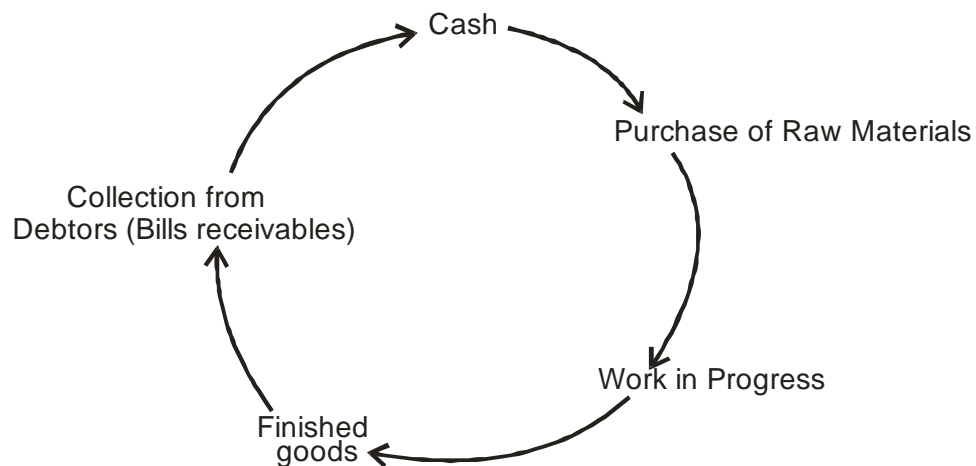 Cash
Purchase of Raw Materials
Collection from
Debtors (Bills receivables)
Work in Progress
Finished
goods